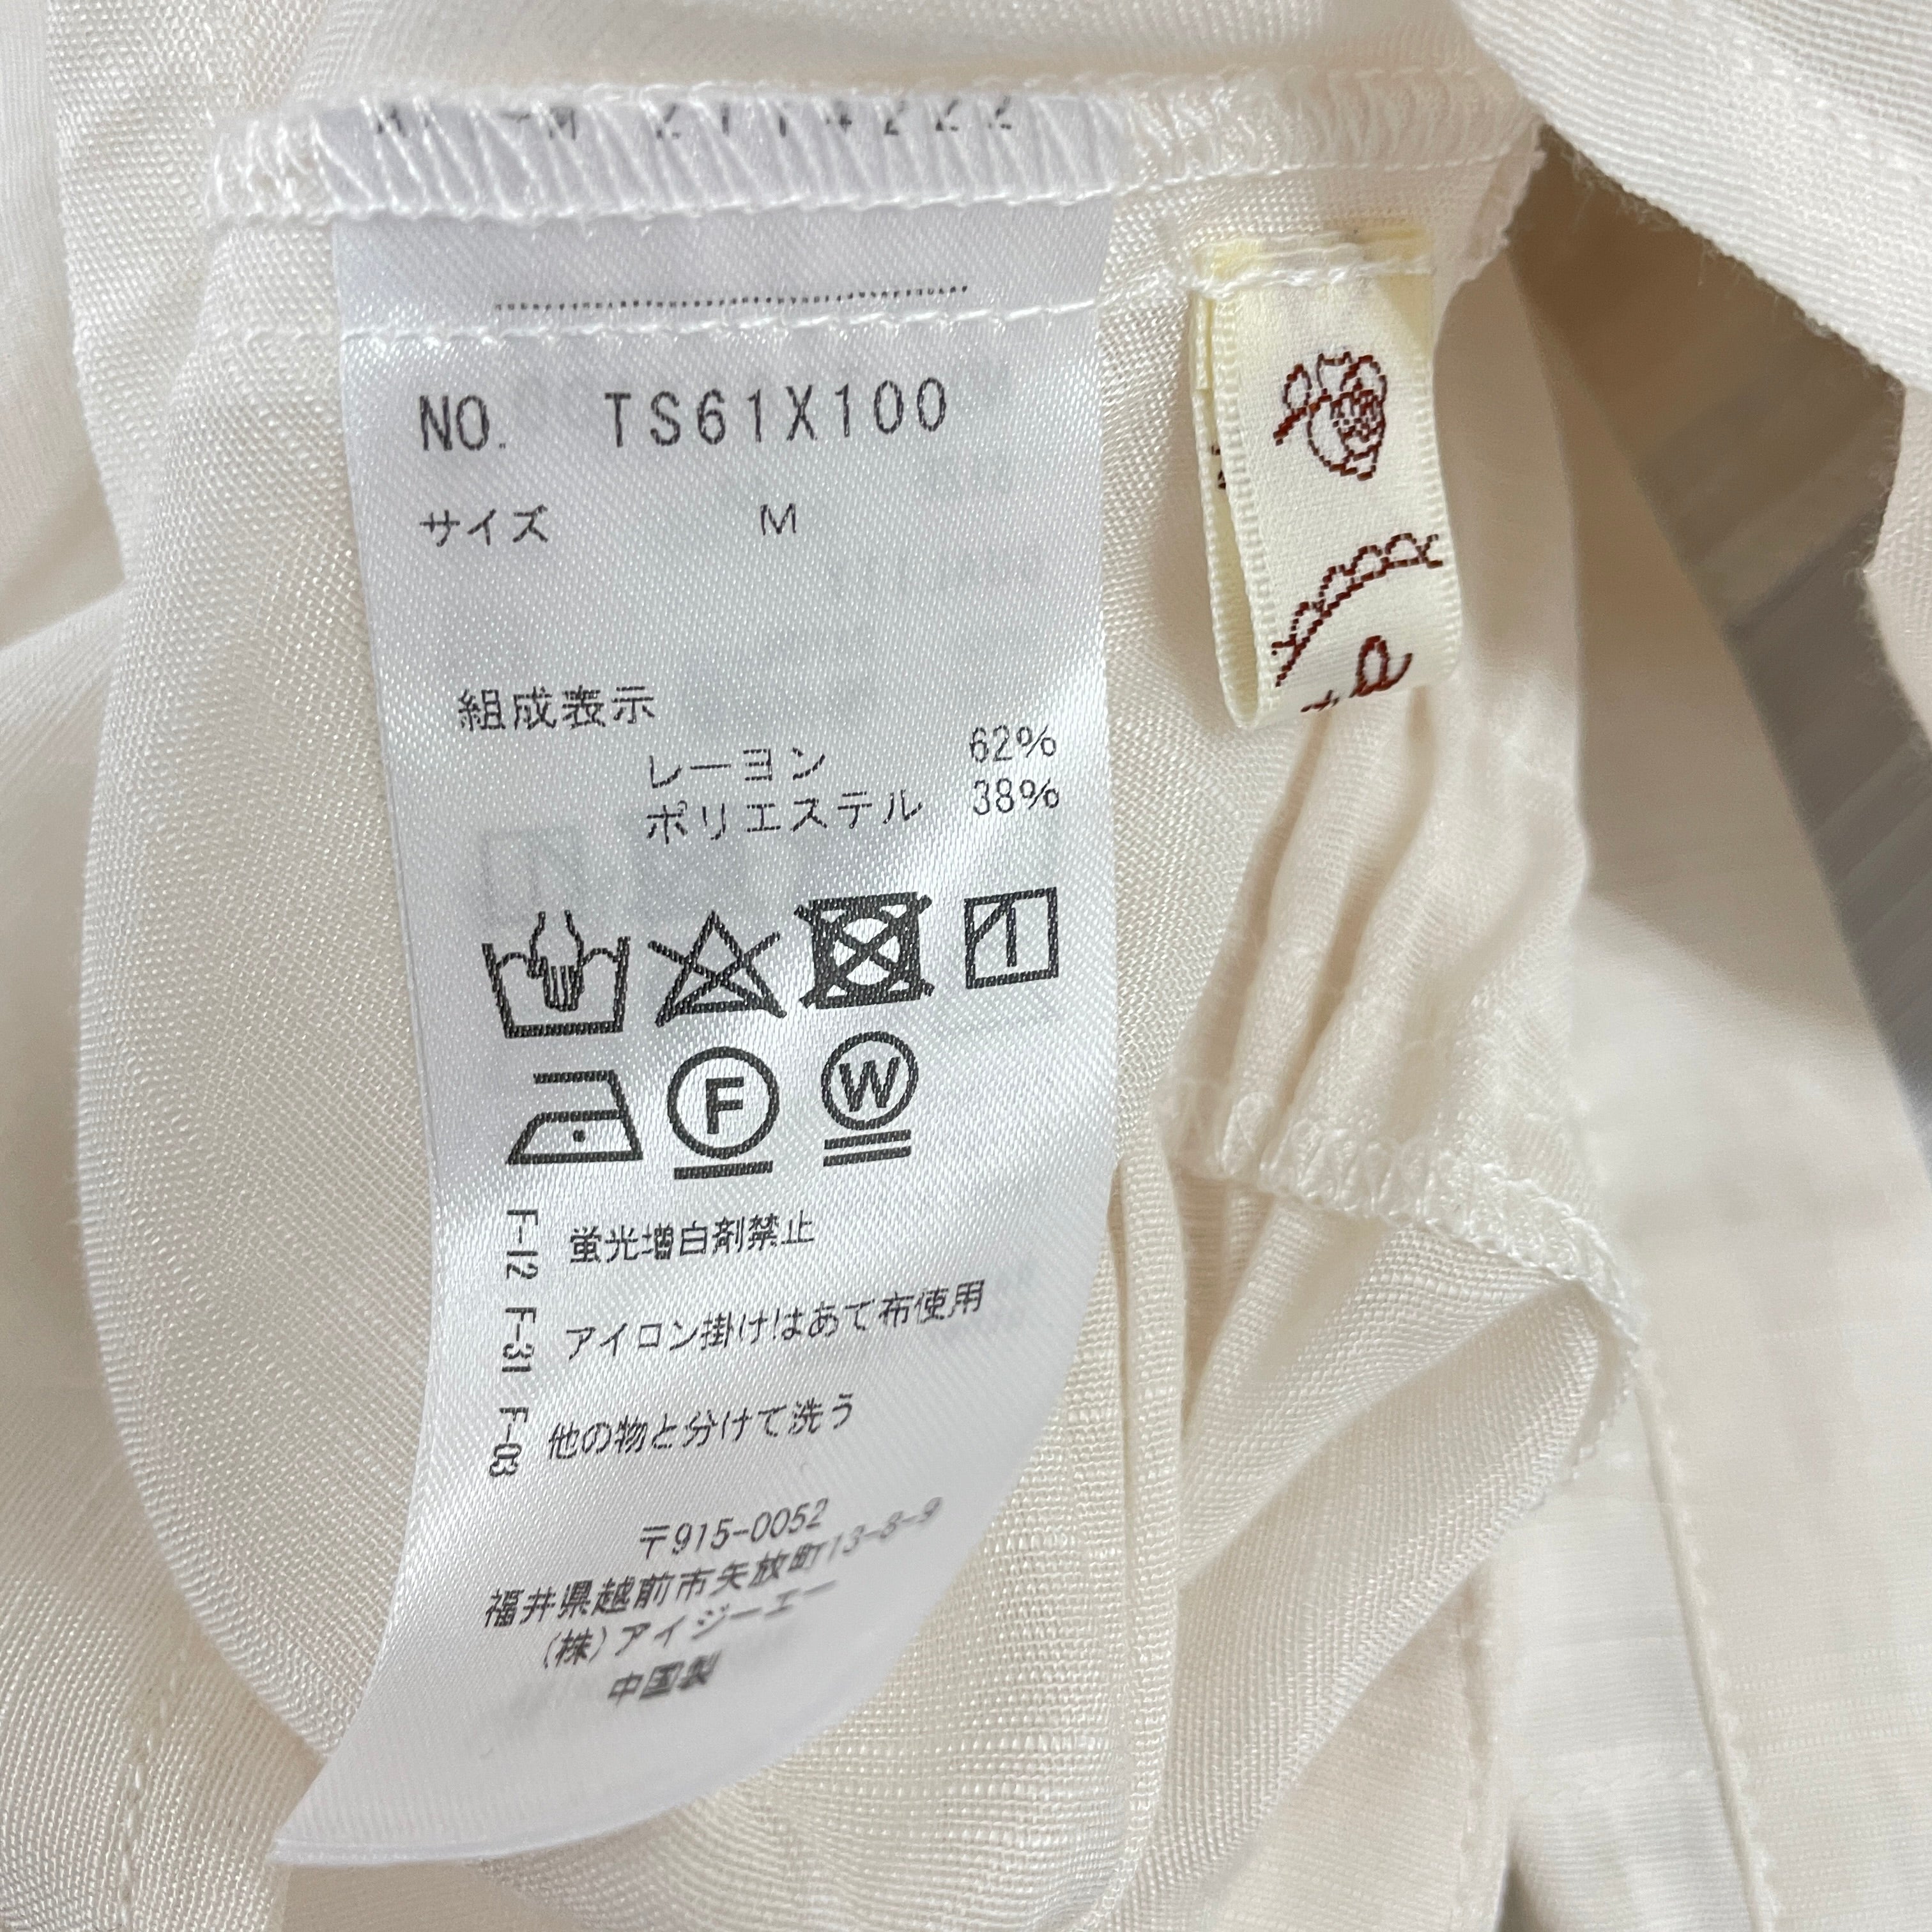 NO. TS61X100
サイズ M
組成表示
レーヨン 62%
ポリエステル 38%
F
W
F-12 蛍光増白剤禁止
F-31 アイロン掛けはあて布使用
F-03 他の物と分けて洗う
〒915-0052
福井県越前市矢放町13-8-9
(株)アイジーエー
中国製